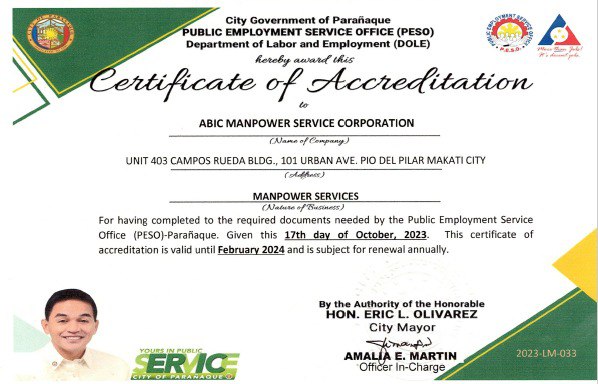 City Government of Parañaque
PUBLIC EMPLOYMENT SERVICE OFFICE (PESO)
Department of Labor and Employment (DOLE)
hereby award this
Certificate of Accreditation
to
ABIC MANPOWER SERVICE CORPORATION
(Name of Company)
UNIT 403 CAMPOS RUEDA BLDG., 101 URBAN AVE. PIO DEL PILAR MAKATI CITY
(Address)
MANPOWER SERVICES
(Nature of Business)
For having completed to the required documents needed by the Public Employment Service
Office (PESO)-Parañaque. Given this 17th day of October, 2023. This certificate of
accreditation is valid until February 2024 and is subject for renewal annually.
By the Authority of the Honorable
HON. ERIC L. OLIVAREZ
City Mayor
AMALIA E. MARTIN
Officer In-Charge
2023-LM-033
YOURS IN PUBLIC
SERVICE
CITY OF PARAÑAQUE